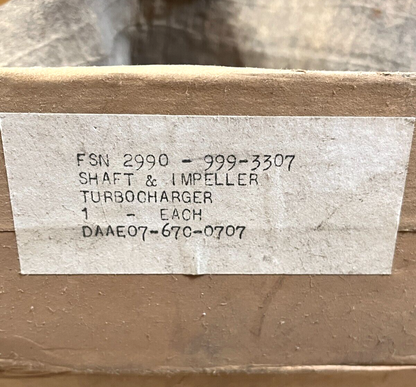 FSN 2990 - 999-3307
SHAFT & IMPELLER
TURBOCHARGER
1 - EACH
DAAE07-67C-0707